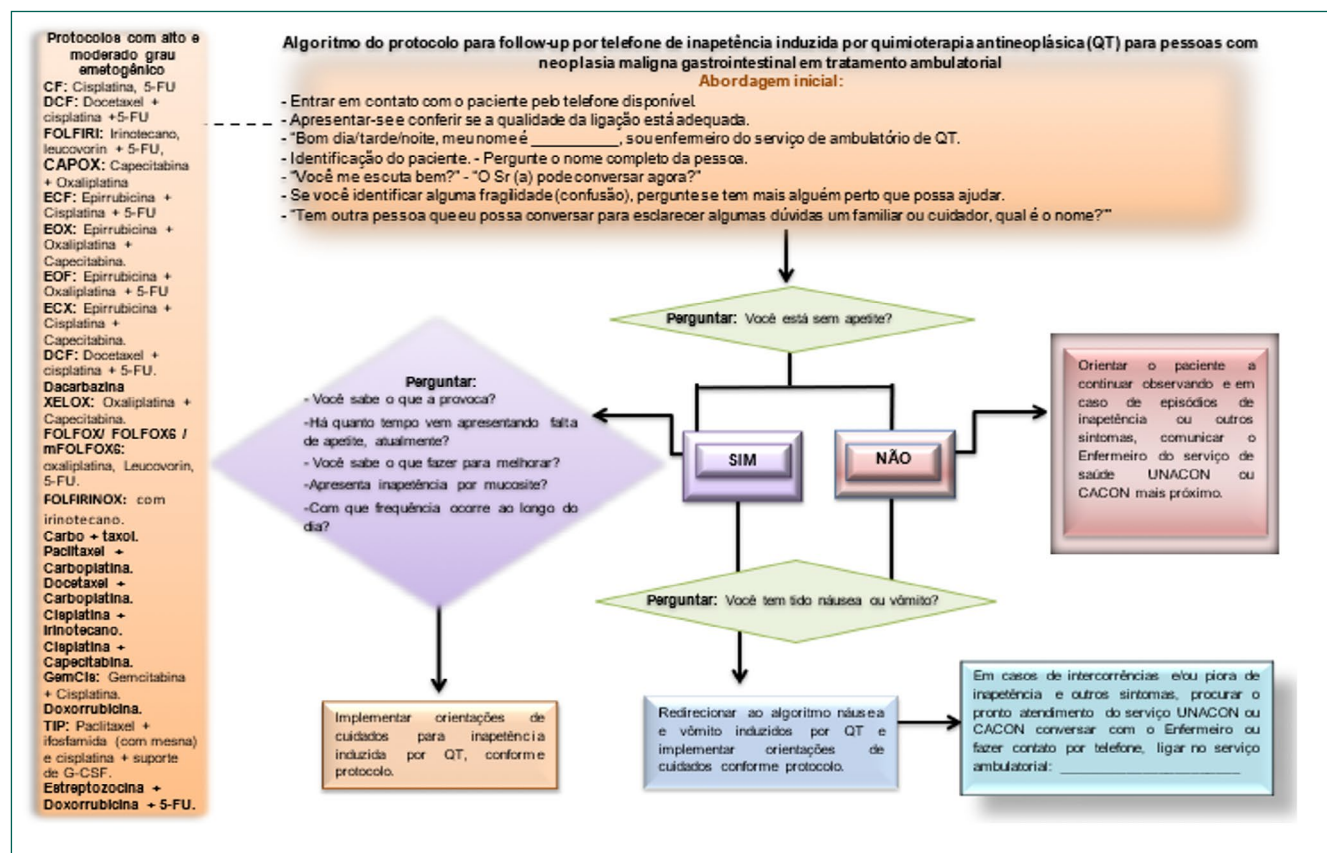 Protocolos com alto e
moderado grau
emetogênico
CF: Cisplatina, 5-FU
DCF: Docetaxel +
cisplatina +5-FU
FOLFIRI: Irinotecano,
leucovorin + 5-FU,
CAPOX: Capecitabina
+ Oxaliplatina
ECF: Epirrubicina +
Cisplatina + 5-FU
EOX: Epirrubicina +
Oxaliplatina +
Capecitabina.
EOF: Epirrubicina +
Oxaliplatina + 5-FU
ECX: Epirrubicina +
Cisplatina +
Capecitabina.
DCF: Docetaxel +
cisplatina + 5-FU.
Dacarbazina
XELOX: Oxaliplatina +
Capecitabina.
FOLFOX/ FOLFOX6 /
mFOLFOX6:
oxaliplatina, Leucovorin,
5-FU.
FOLFIRINOX: com
irinotecano.
Carbo + taxol.
Paclitaxel +
Carboplatina.
Docetaxel +
Carboplatina.
Cisplatina +
Irinotecano.
Cisplatina +
Capecitabina.
GemCis: Gemcitabina
+ Cisplatina.
Doxorrubicina.
TIP: Paclitaxel +
ifosfamida (com mesna)
e cisplatina + suporte
de G-CSF.
Estreptozocina +
Doxorrubicina + 5-FU.
Algoritmo do protocolo para follow-up por telefone de inapetência induzida por quimioterapia antineoplásica (QT) para pessoas com
neoplasia maligna gastrointestinal em tratamento ambulatorial
Abordagem inicial:
- Entrar em contato com o paciente pelo telefone disponível.
- Apresentar-se e conferir se a qualidade da ligação está adequada.
- "Bom dia/tarde/noite, meu nome é ___________, sou enfermeiro do serviço de ambulatório de QT.
- Identificação do paciente. - Pergunte o nome completo da pessoa.
- "Você me escuta bem?" - "O Sr (a) pode conversar agora?"
- Se você identificar alguma fragilidade (confusão), pergunte se tem mais alguém perto que possa ajudar.
- "Tem outra pessoa que eu possa conversar para esclarecer algumas dúvidas um familiar ou cuidador, qual é o nome?""
Perguntar: Você está sem apetite?
Perguntar:
- Você sabe o que a provoca?
-Há quanto tempo vem apresentando falta
de apetite, atualmente?
- Você sabe o que fazer para melhorar?
-Apresenta inapetência por mucosite?
-Com que frequência ocorre ao longo do
dia?
SIM
NÃO
Orientar o paciente a
continuar observando e em
caso de episódios de
inapetência ou outros
sintomas, comunicar o
Enfermeiro do serviço de
saúde UNACON ou
CACON mais próximo.
Perguntar: Você tem tido náusea ou vômito?
Implementar orientações de
cuidados para inapetência
induzida por QT, conforme
protocolo.
Redirecionar ao algoritmo náusea
e vômito induzidos por QT e
implementar orientações de
cuidados conforme protocolo.
Em casos de intercorrências e/ou piora de
inapetência e outros sintomas, procurar o
pronto atendimento do serviço UNACON ou
CACON conversar com o Enfermeiro ou
fazer contato por telefone, ligar no serviço
ambulatorial: _______________________